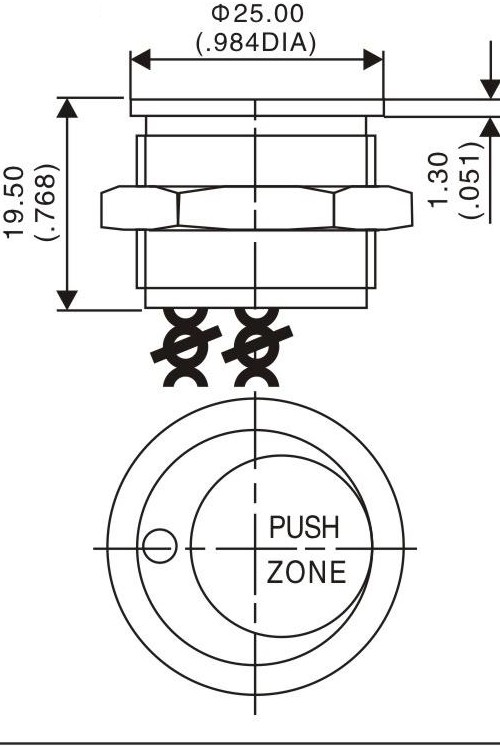 Φ25.00
(.984DIA)
19.50
(.768)
1.30
(.051)
PUSH
ZONE